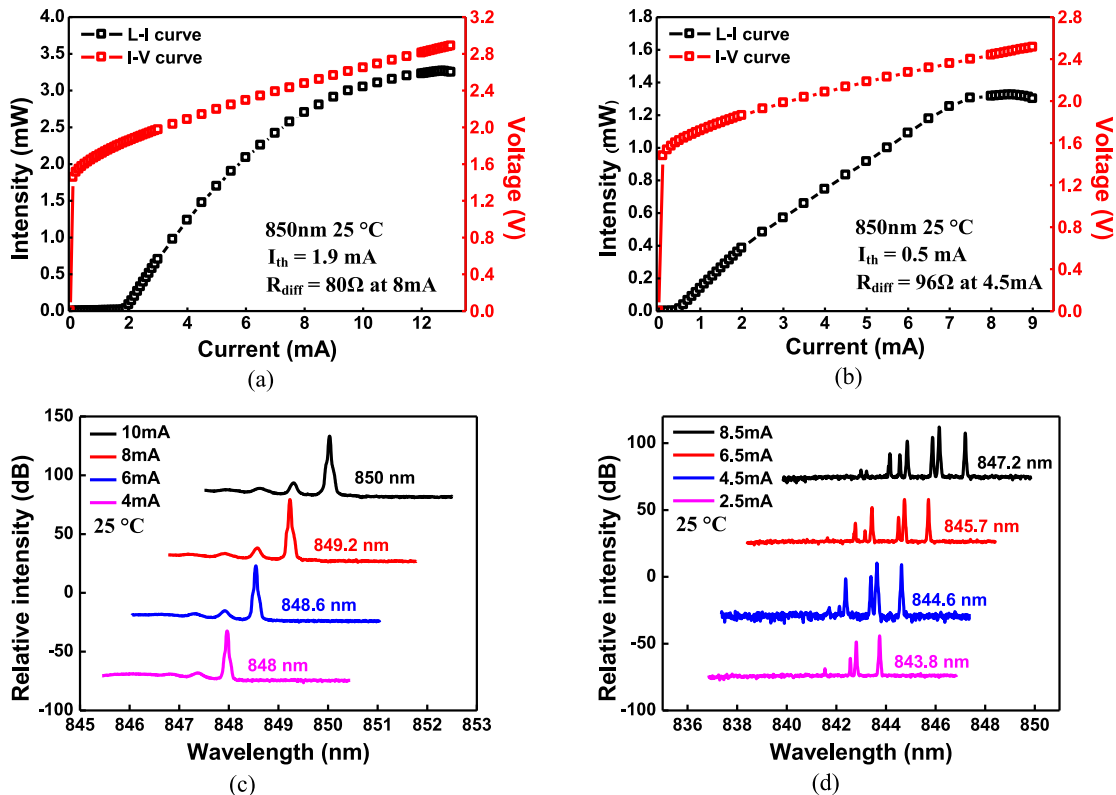 L-I curve
I-V curve
850nm 25 °C
I_th = 1.9 mA
R_diff = 80Ω at 8mA
Intensity (mW)
4.0
3.5
3.0
2.5
2.0
1.5
1.0
0.5
0.0
0 2 4 6 8 10 12
Current (mA)
3.2
2.8
2.4
2.0
1.6
1.2
0.8
0.4
0.0
Voltage (V)
(a)
L-I curve
I-V curve
850nm 25 °C
I_th = 0.5 mA
R_diff = 96Ω at 4.5mA
Intensity (mW)
1.8
1.6
1.4
1.2
1.0
0.8
0.6
0.4
0.2
0.0
0 1 2 3 4 5 6 7 8 9
Current (mA)
2.8
2.4
2.0
1.6
1.2
0.8
0.4
0.0
Voltage (V)
(b)
10mA
8mA
6mA
4mA
25 °C
850 nm
849.2 nm
848.6 nm
848 nm
Relative intensity (dB)
150
100
50
0
-50
-100
845 846 847 848 849 850 851 852 853
Wavelength (nm)
(c)
8.5mA
6.5mA
4.5mA
2.5mA
25 °C
847.2 nm
845.7 nm
844.6 nm
843.8 nm
Relative intensity (dB)
100
50
0
-50
-100
836 838 840 842 844 846 848 850
Wavelength (nm)
(d)